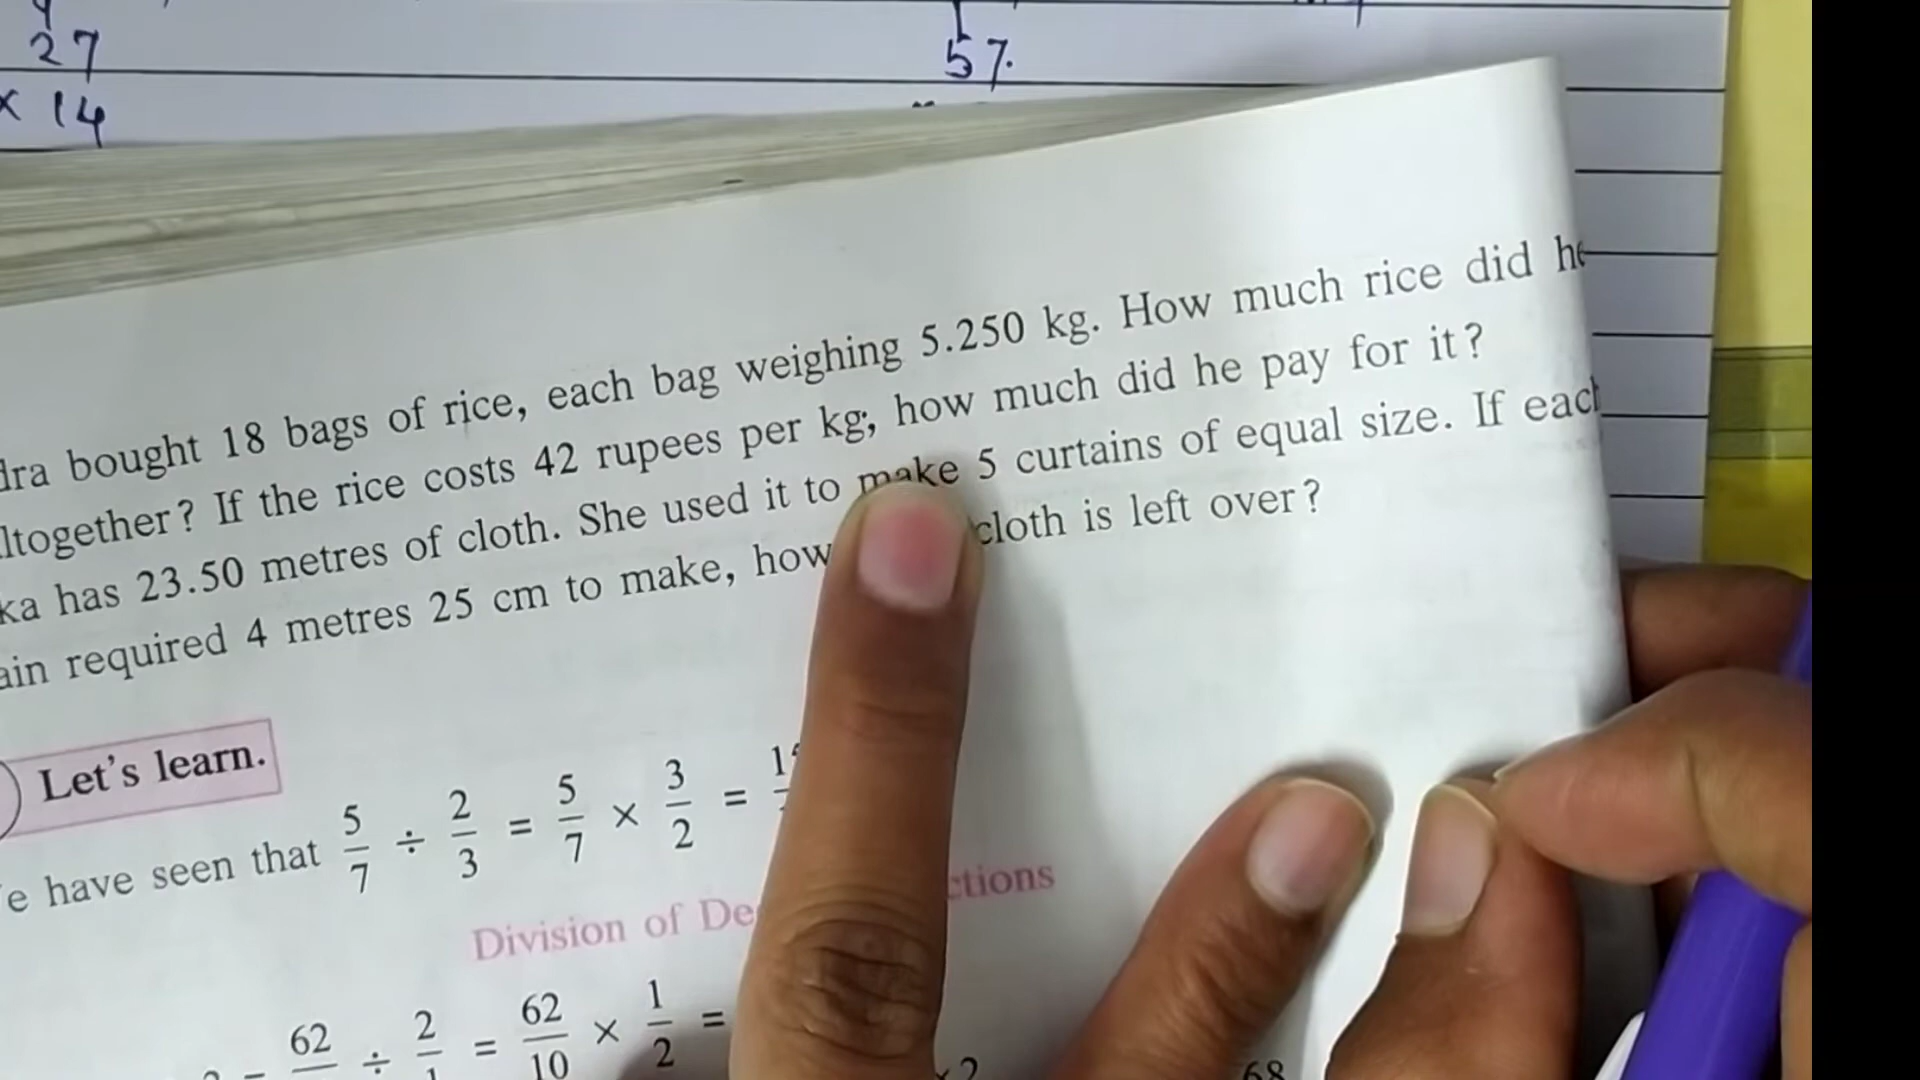 27
57.
× 14
bought 18 bags of rice, each bag weighing 5.250 kg. How much rice did he
ltogether? If the rice costs 42 rupees per kg, how much did he pay for it?
ka has 23.50 metres of cloth. She used it to make 5 curtains of equal size. If each
ain required 4 metres 25 cm to make, how cloth is left over?
Let's learn.
e have seen that 5/7 ÷ 2/3 = 5/7 × 3/2 =
Division of De ctions
62 ÷ 2 = 62/10 × 1/2 =
68